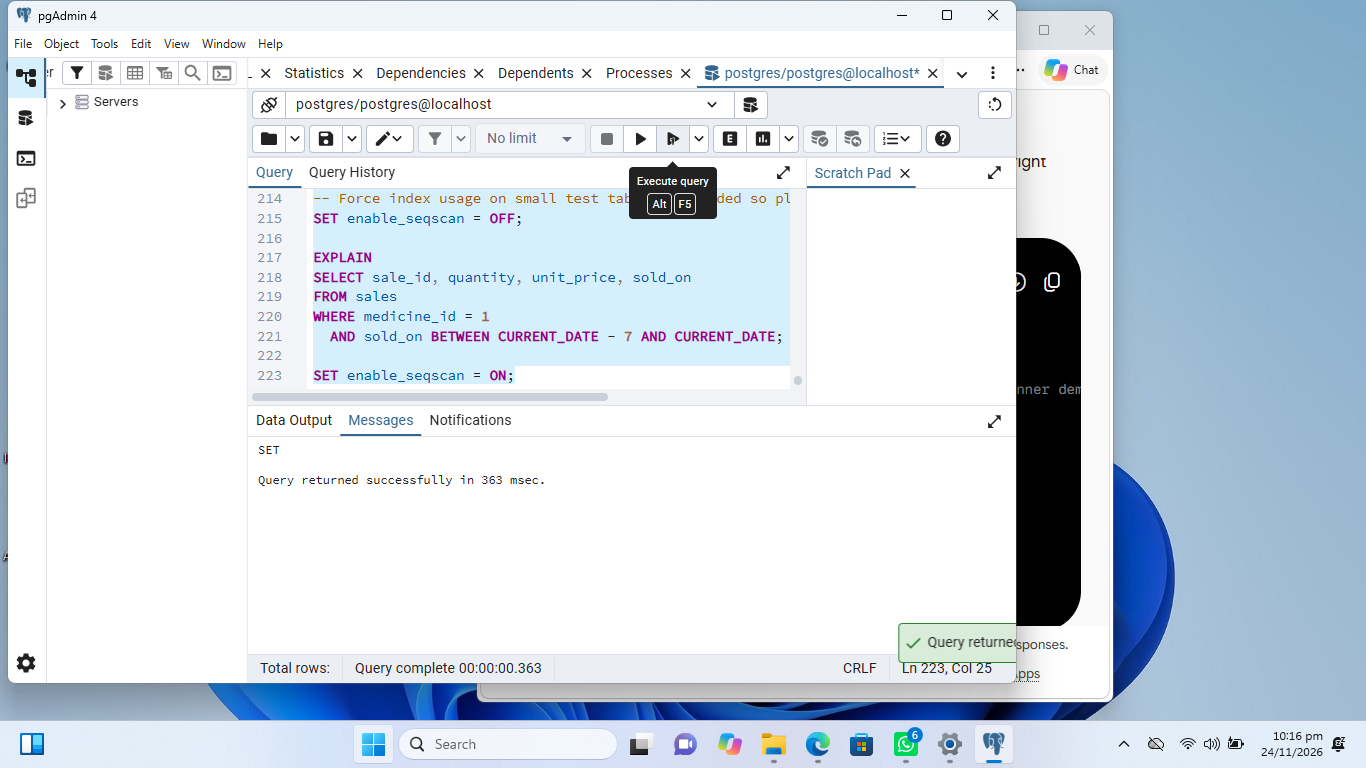 pgAdmin 4
File Object Tools Edit View Window Help
Statistics Dependencies Dependents Processes postgres/postgres@localhost*
Chat
Servers
postgres/postgres@localhost
No limit
E
Query Query History
Execute query
Alt F5
Scratch Pad
214 -- Force index usage on small test
215 SET enable_seqscan = OFF;
216
217 EXPLAIN
218 SELECT sale_id, quantity, unit_price, sold_on
219 FROM sales
220 WHERE medicine_id = 1
221 AND sold_on BETWEEN CURRENT_DATE - 7 AND CURRENT_DATE;
222
223 SET enable_seqscan = ON;
Data Output Messages Notifications
SET
Query returned successfully in 363 msec.
Total rows: Query complete 00:00:00.363 CRLF Ln 223, Col 25
Search
6
10:16 pm
24/11/2026